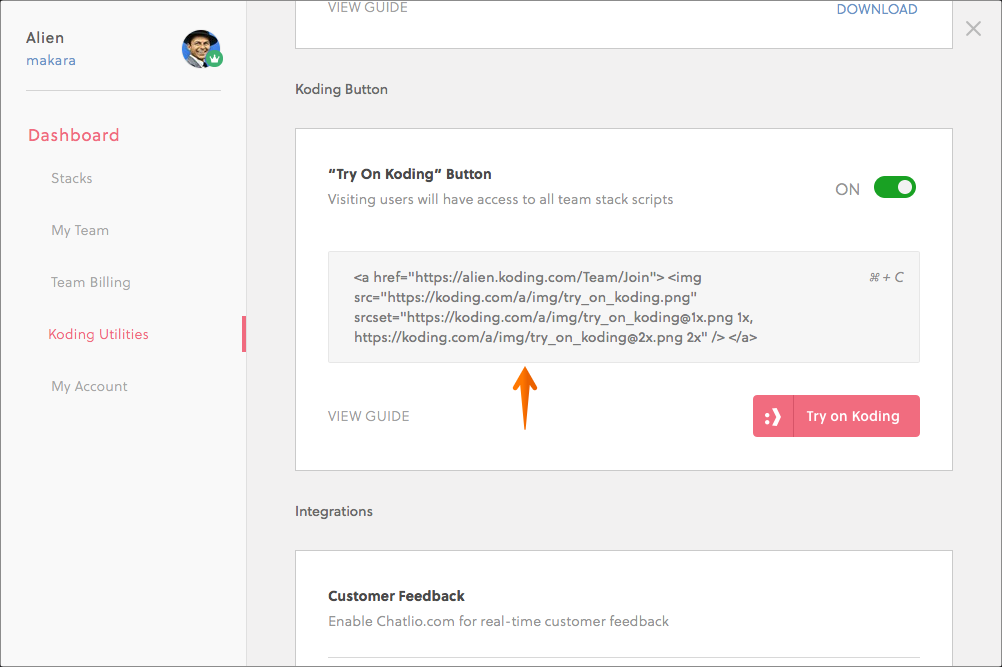 Alien
makara
Dashboard
Stacks
My Team
Team Billing
Koding Utilities
My Account
VIEW GUIDE
DOWNLOAD
Koding Button
“Try On Koding” Button
Visiting users will have access to all team stack scripts
ON
<a href="https://alien.koding.com/Team/Join"> <img
src="https://koding.com/a/img/try_on_koding.png"
srcset="https://koding.com/a/img/try_on_koding@1x.png 1x,
https://koding.com/a/img/try_on_koding@2x.png 2x" /> </a>
⌘ + C
VIEW GUIDE
Try on Koding
Integrations
Customer Feedback
Enable Chatlio.com for real-time customer feedback